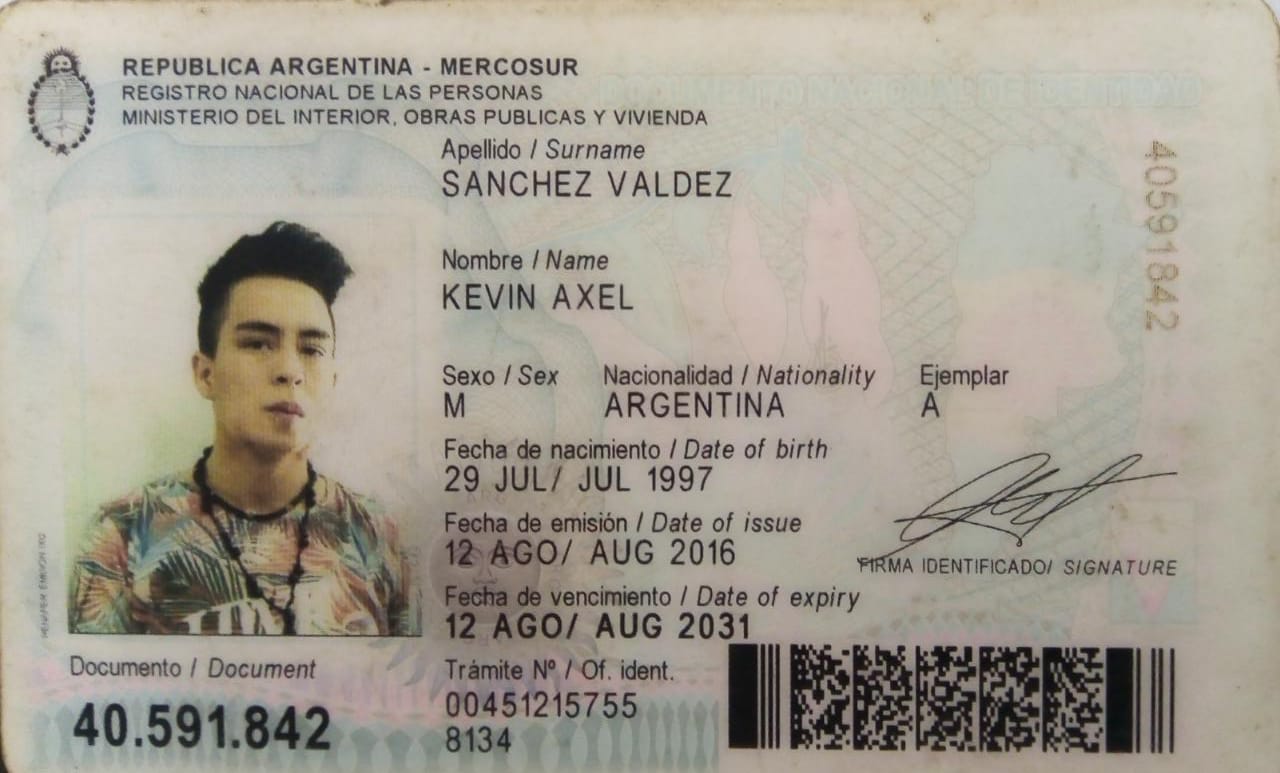 REPUBLICA ARGENTINA - MERCOSUR
REGISTRO NACIONAL DE LAS PERSONAS
MINISTERIO DEL INTERIOR, OBRAS PUBLICAS Y VIVIENDA
DOCUMENTO NACIONAL DE IDENTIDAD
Apellido / Surname
SANCHEZ VALDEZ
Nombre / Name
KEVIN AXEL
Sexo / Sex Nacionalidad / Nationality Ejemplar
M ARGENTINA A
Fecha de nacimiento / Date of birth
29 JUL/ JUL 1997
Fecha de emisión / Date of issue
12 AGO/ AUG 2016
FIRMA IDENTIFICADO/ SIGNATURE
Fecha de vencimiento / Date of expiry
12 AGO/ AUG 2031
Documento / Document
40.591.842
Trámite Nº / Of. ident.
00451215755
8134
40591842